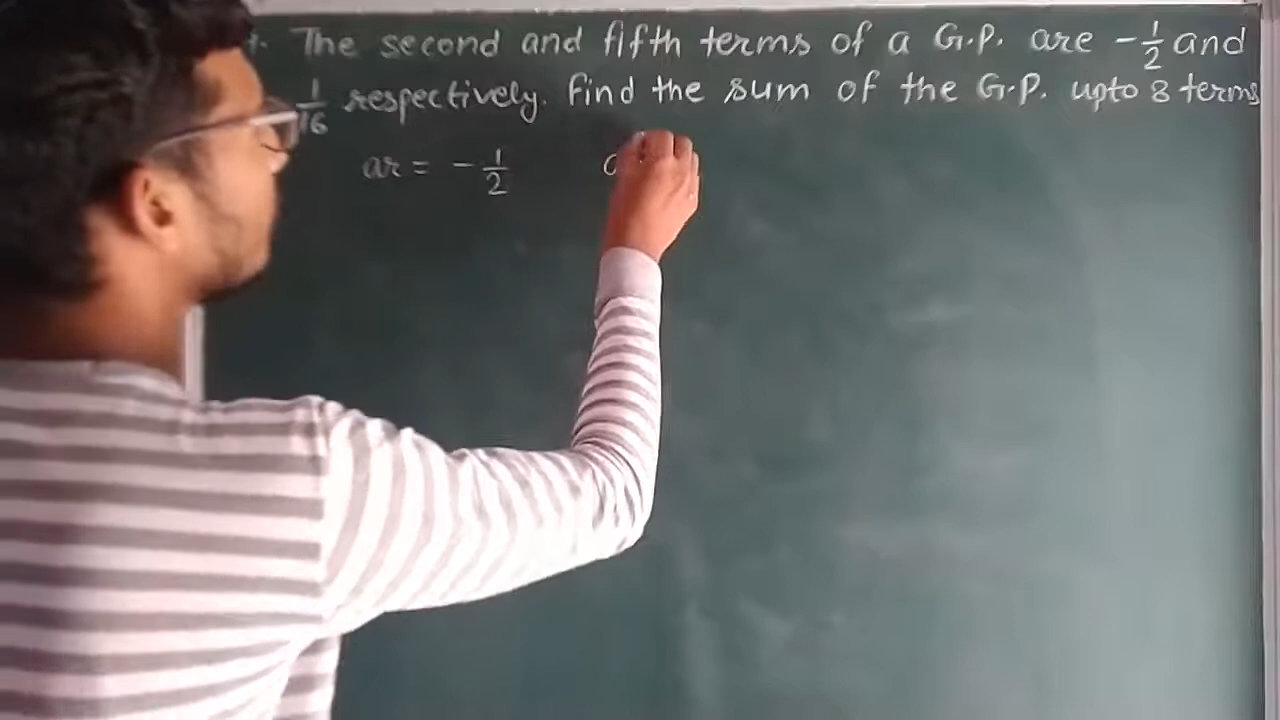 The second and fifth terms of a G.P. are -1/2 and
1/16 respectively. Find the sum of the G.P. upto 8 terms
ar = -1/2 a